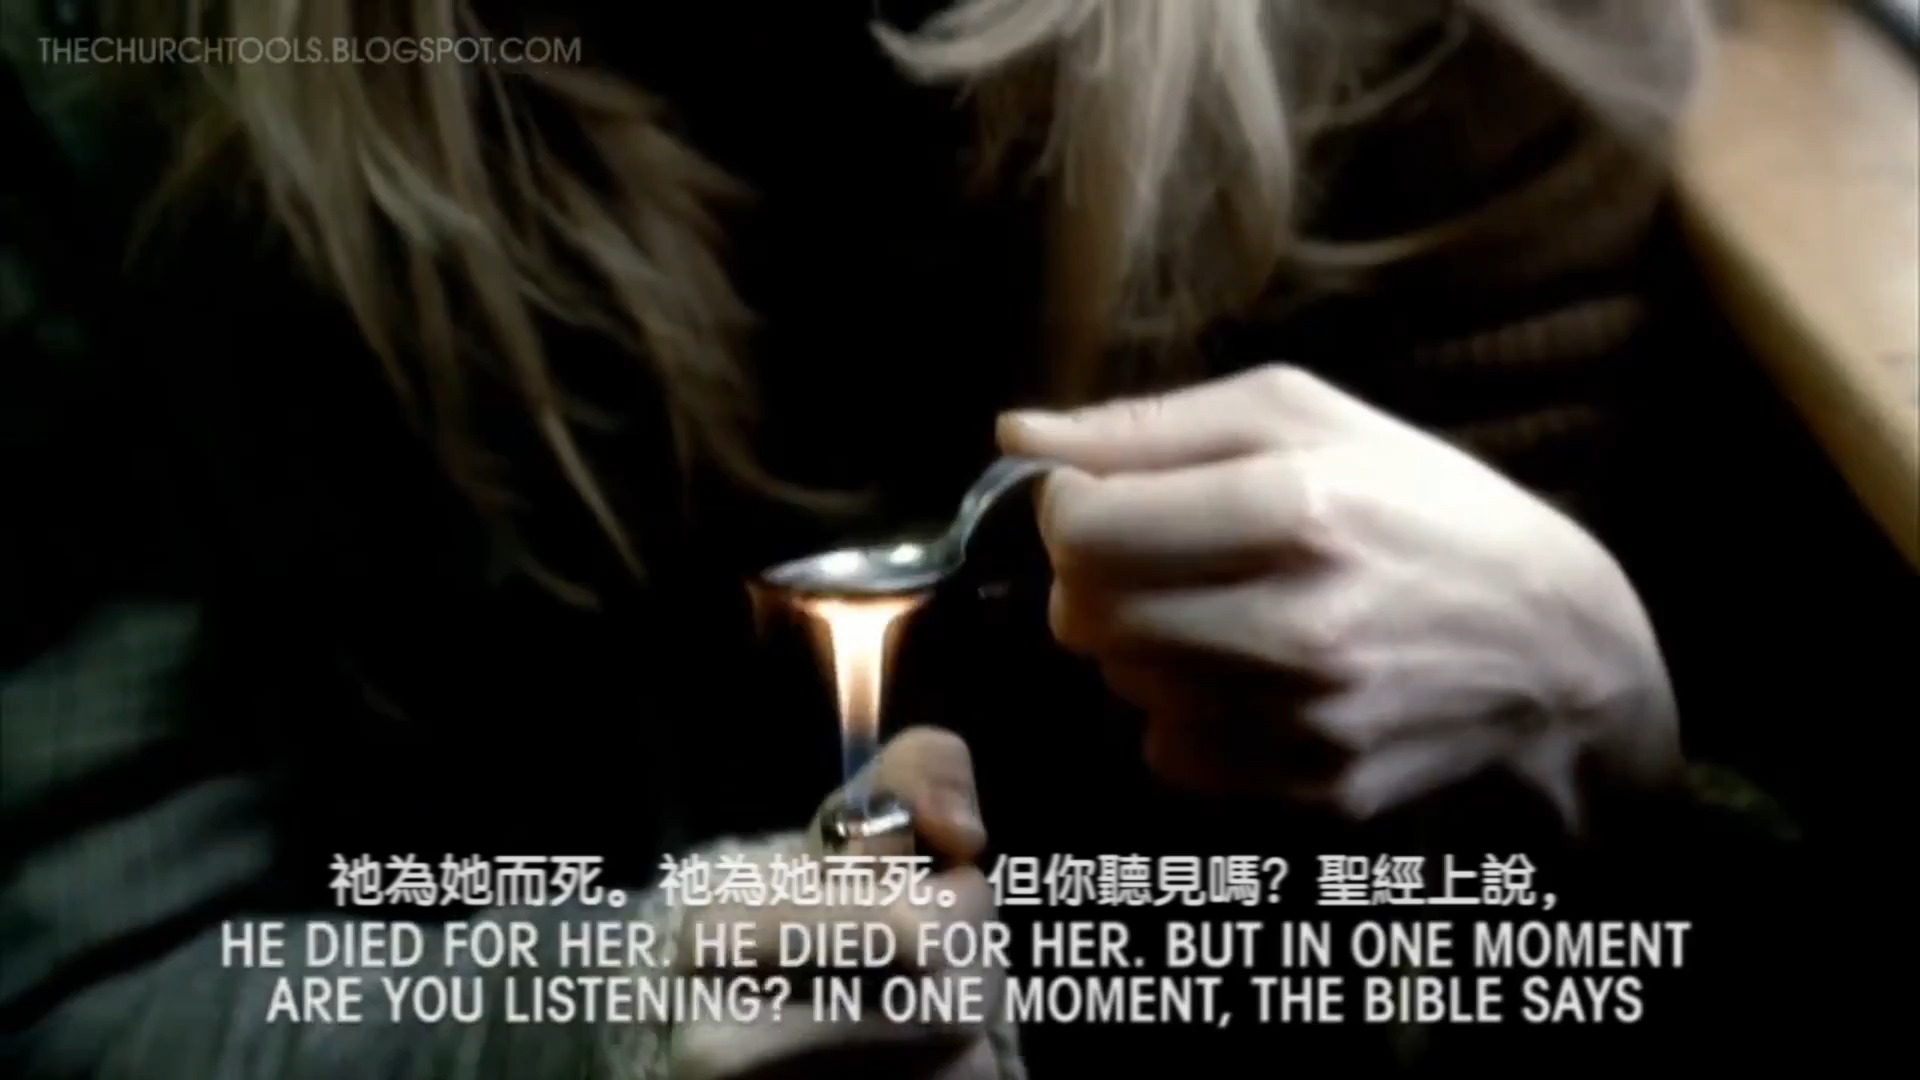 THECHURCHTOOLS.BLOGSPOT.COM
祂為她而死。祂為她而死。但你聽見嗎？聖經上說，
HE DIED FOR HER. HE DIED FOR HER. BUT IN ONE MOMENT
ARE YOU LISTENING? IN ONE MOMENT, THE BIBLE SAYS